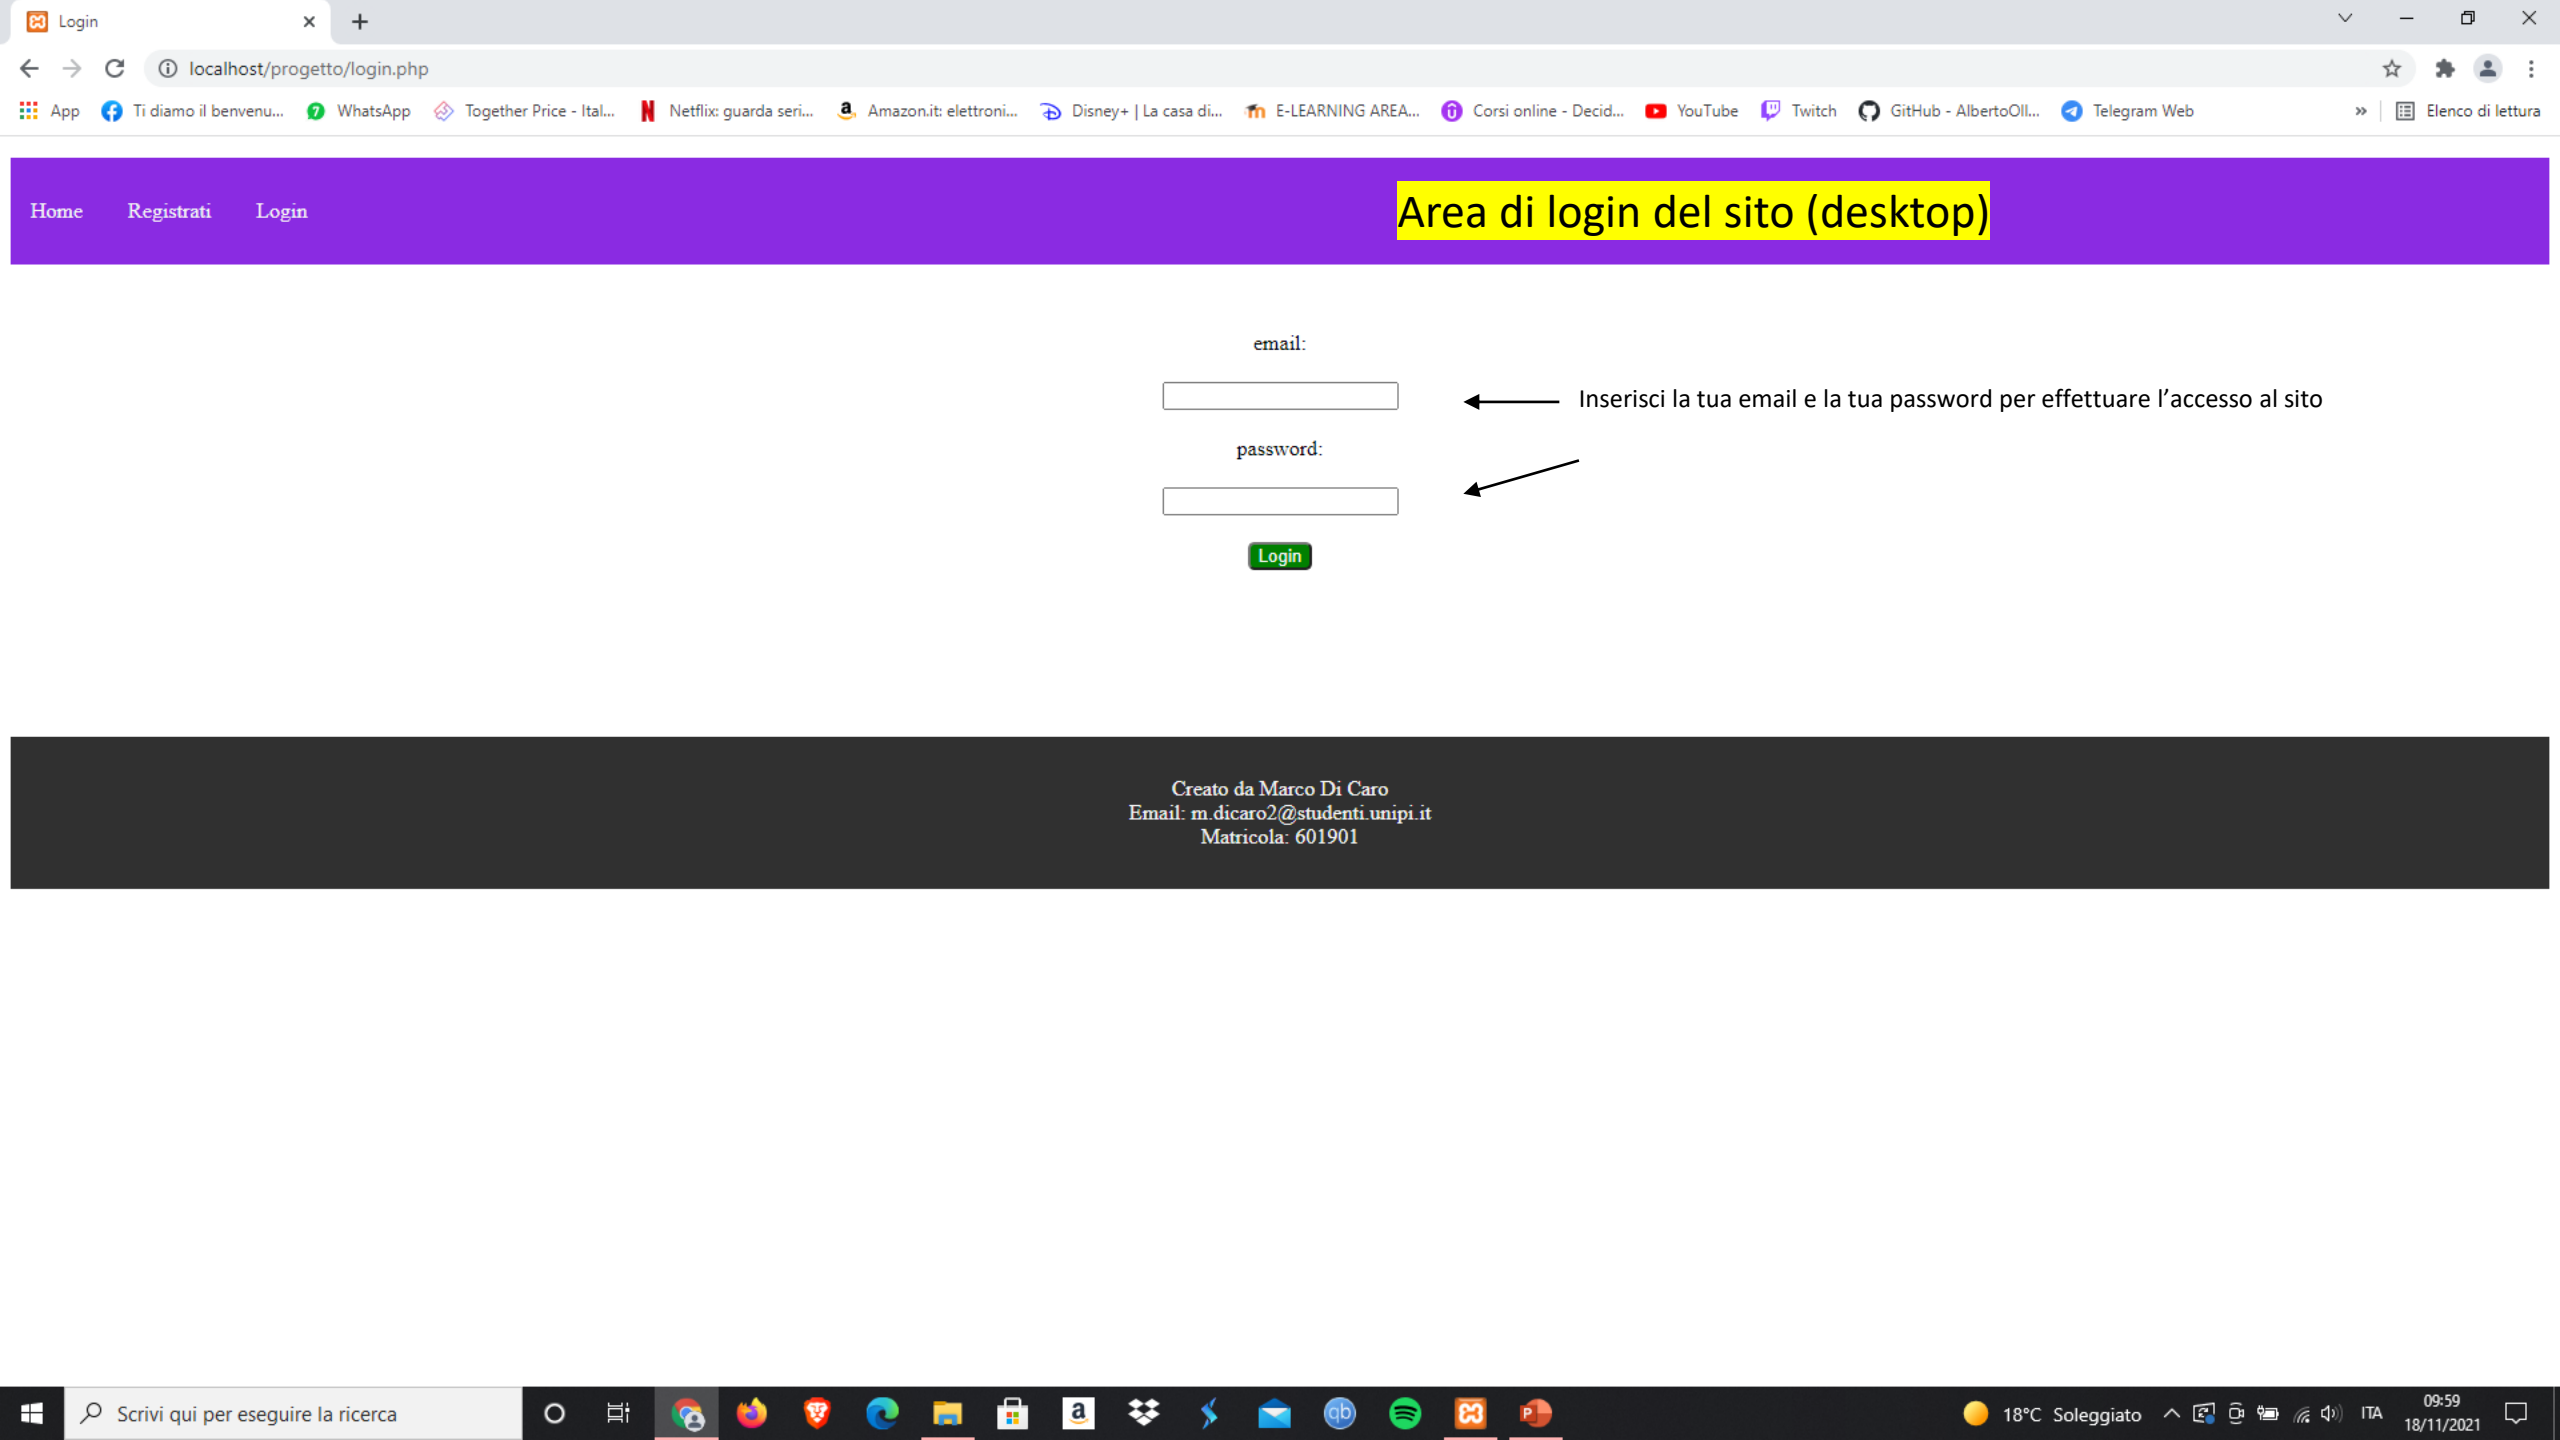 Login
localhost/progetto/login.php
App Ti diamo il benvenu... WhatsApp Together Price - Ital... Netflix: guarda seri... Amazon.it: elettroni... Disney+ | La casa di... E-LEARNING AREA... Corsi online - Decid... YouTube Twitch GitHub - AlbertoOll... Telegram Web » Elenco di lettura
Home Registrati Login
Area di login del sito (desktop)
email:
Inserisci la tua email e la tua password per effettuare l’accesso al sito
password:
Login
Creato da Marco Di Caro
Email: m.dicaro2@studenti.unipi.it
Matricola: 601901
Scrivi qui per eseguire la ricerca
18°C Soleggiato ITA 09:59
18/11/2021